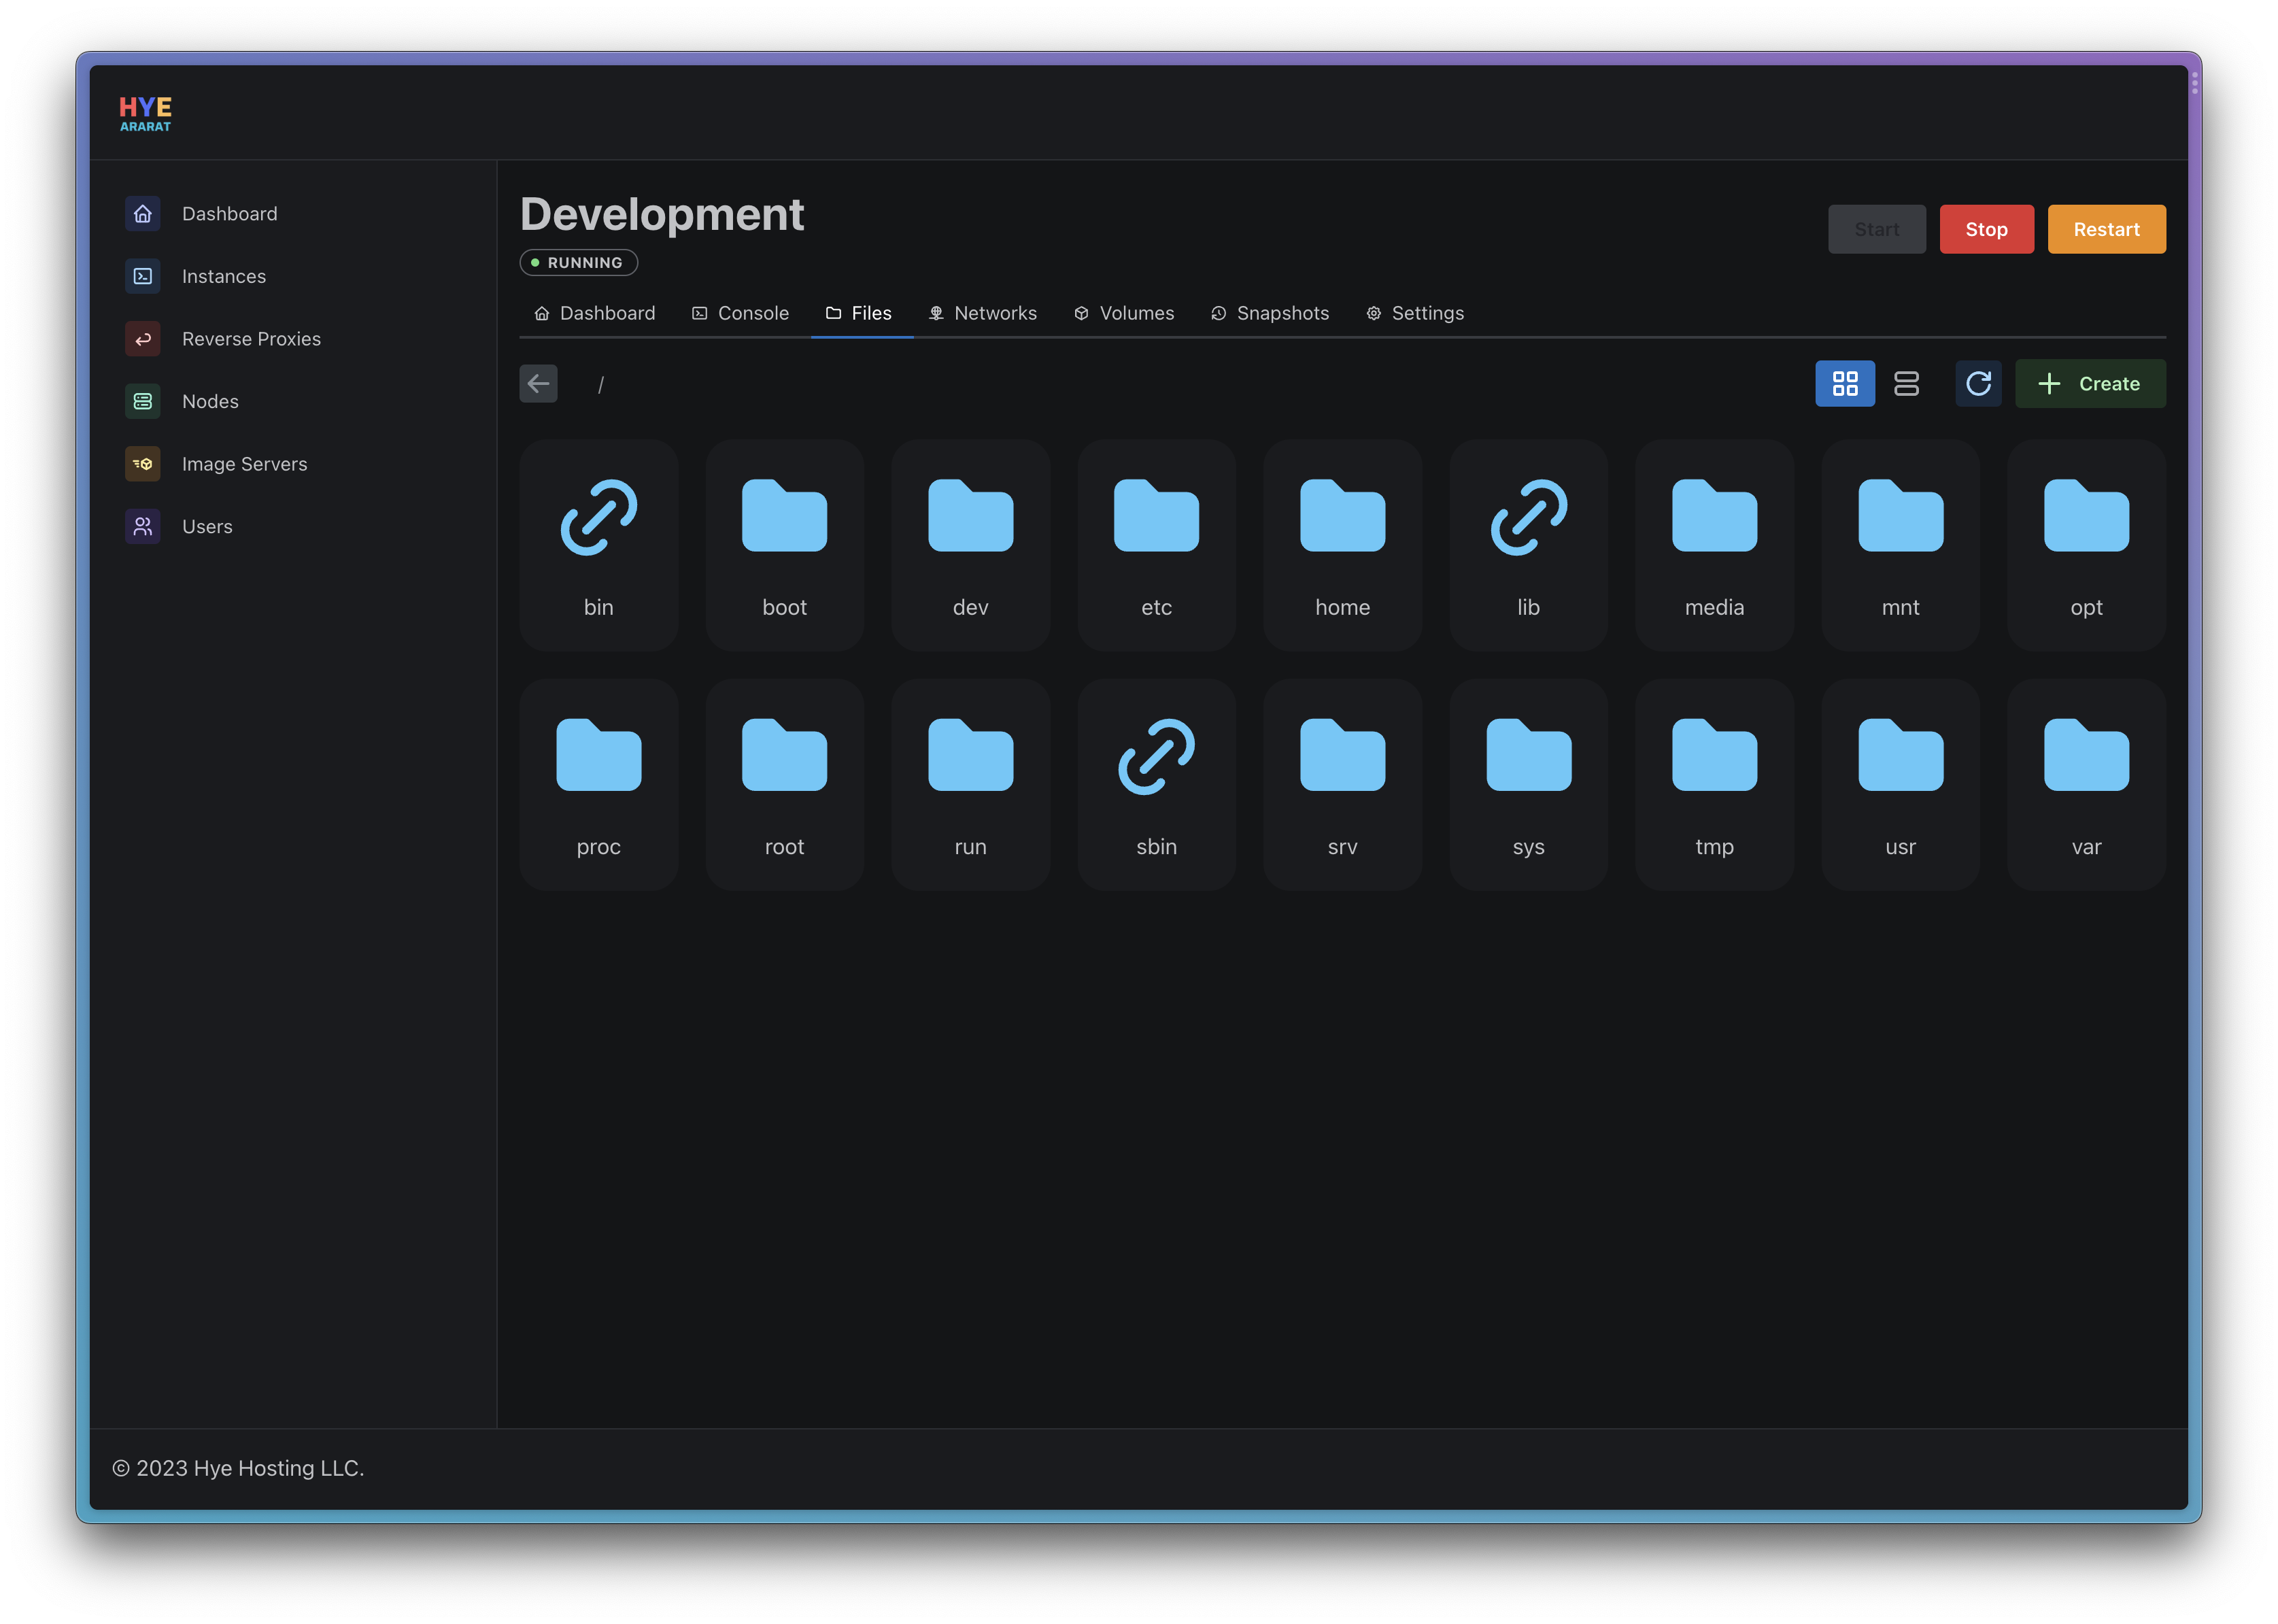 HYE
ARARAT
Dashboard
Instances
Reverse Proxies
Nodes
Image Servers
Users
Development
RUNNING
Start Stop Restart
Dashboard Console Files Networks Volumes Snapshots Settings
/
Create
bin boot dev etc home lib media mnt opt
proc root run sbin srv sys tmp usr var
© 2023 Hye Hosting LLC.